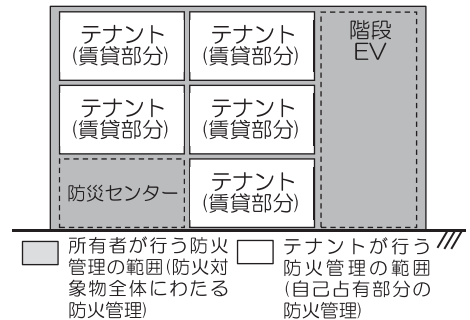 テナント
(賃貸部分)
テナント
(賃貸部分)
階段
EV
テナント
(賃貸部分)
テナント
(賃貸部分)
防災センター
テナント
(賃貸部分)
所有者が行う防火
管理の範囲(防火対
象物全体にわたる
防火管理)
テナントが行う
防火管理の範囲
(自己占有部分の
防火管理)